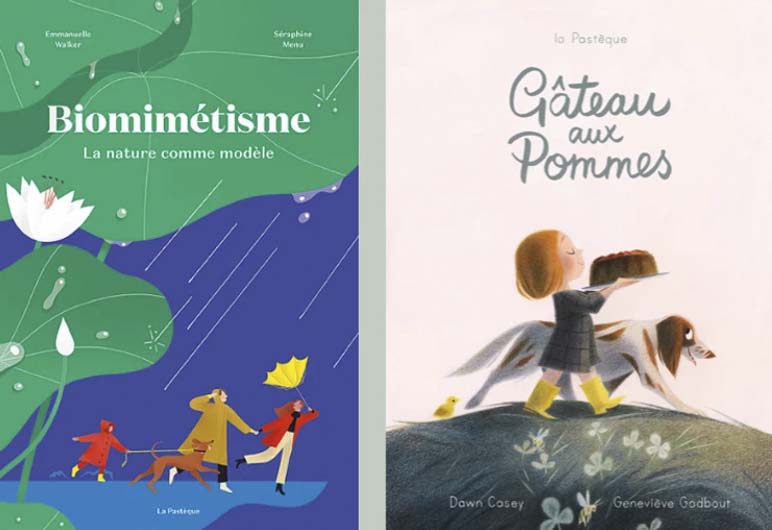 Emmanuelle
Walker
Séraphine
Menu
Biomimétisme
La nature comme modèle
La Pastèque
la Pastèque
Gâteau
aux
Pommes
Dawn Casey
Geneviève Godbout